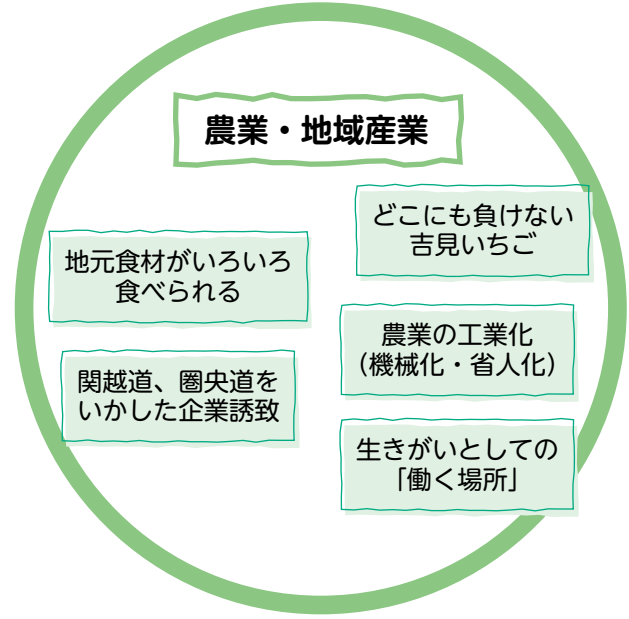 農業・地域産業
どこにも負けない
吉見いちご
地元食材がいろいろ
食べられる
農業の工業化
（機械化・省人化）
関越道、圏央道を
いかした企業誘致
生きがいとしての
「働く場所」